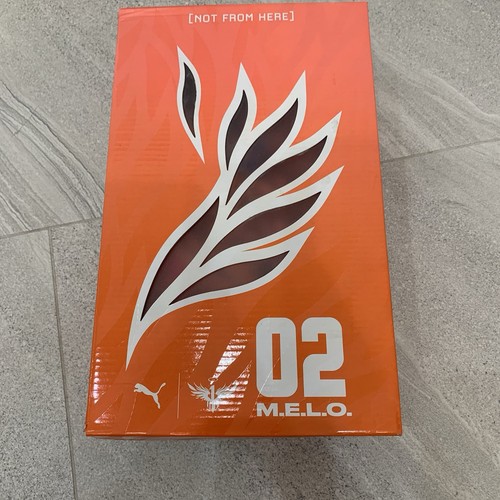 [NOT FROM HERE]
02
M.E.L.O.